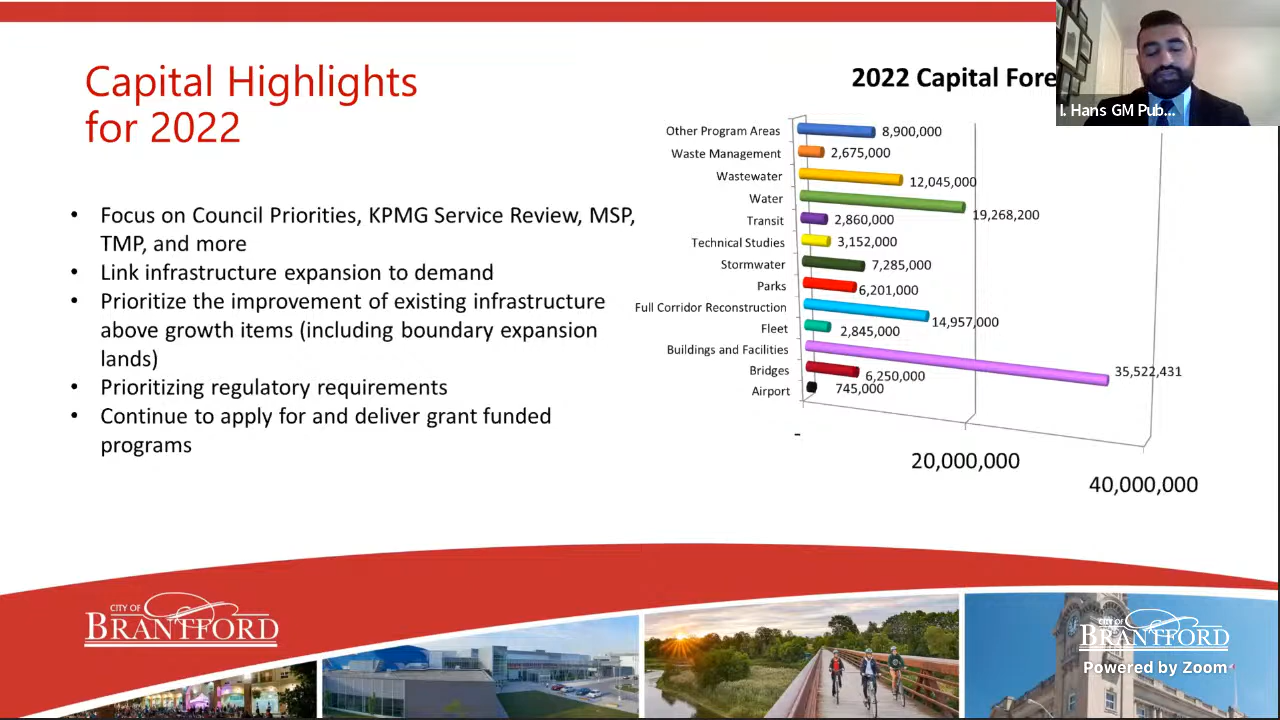 Capital Highlights
for 2022
• Focus on Council Priorities, KPMG Service Review, MSP,
TMP, and more
• Link infrastructure expansion to demand
• Prioritize the improvement of existing infrastructure
above growth items (including boundary expansion
lands)
• Prioritizing regulatory requirements
• Continue to apply for and deliver grant funded
programs
2022 Capital Fore
I. Hans GM Pub...
Other Program Areas 8,900,000
Waste Management 2,675,000
Wastewater 12,045,000
Water 19,268,200
Transit 2,860,000
Technical Studies 3,152,000
Stormwater 7,285,000
Parks 6,201,000
Full Corridor Reconstruction 14,957,000
Fleet 2,845,000
Buildings and Facilities 35,522,431
Bridges 6,250,000
Airport 745,000
-
20,000,000
40,000,000
CITY OF
BRANTFORD
CITY OF
BRANTFORD
Powered by Zoom